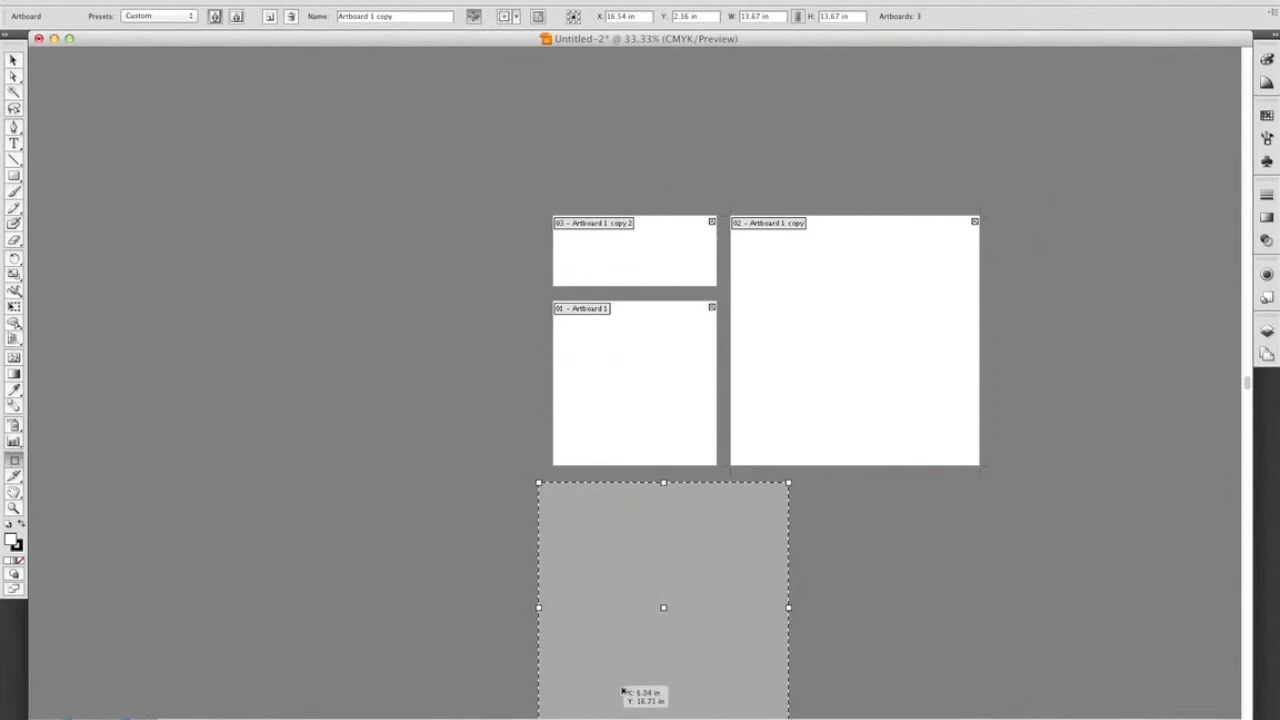 Artboard Presets: Custom Name: Artboard 1 copy X: 16.54 in Y: 2.16 in W: 13.67 in H: 13.67 in Artboards: 3
Untitled-2* @ 33.33% (CMYK/Preview)
03 - Artboard 1 copy 2
02 - Artboard 1 copy
01 - Artboard 1
X: 6.04 in
Y: 16.71 in